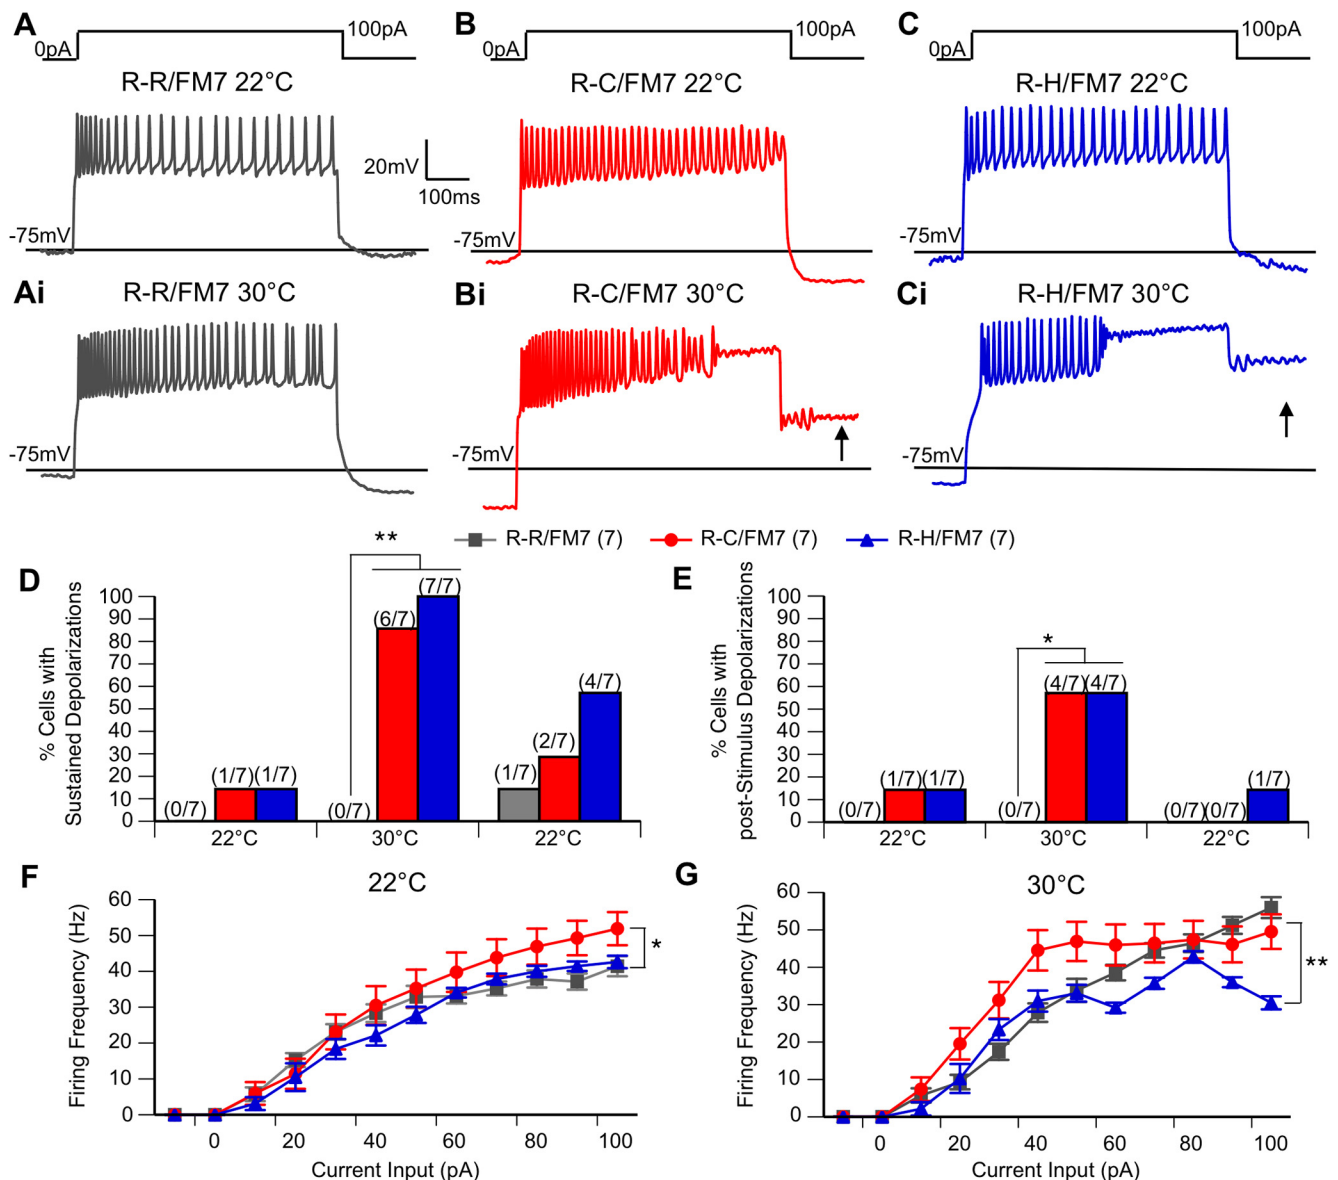 A
0pA
100pA
R-R/FM7 22°C
20mV
100ms
-75mV
B
0pA
100pA
R-C/FM7 22°C
-75mV
C
0pA
100pA
R-H/FM7 22°C
-75mV
Ai
R-R/FM7 30°C
-75mV
Bi
R-C/FM7 30°C
-75mV
Ci
R-H/FM7 30°C
-75mV
R-R/FM7 (7)
R-C/FM7 (7)
R-H/FM7 (7)
D
% Cells with
Sustained Depolarizations
100
90
80
70
60
50
40
30
20
10
0
(0/7)
(1/7)
(1/7)
**
(0/7)
(6/7)
(7/7)
(1/7)
(2/7)
(4/7)
22°C
30°C
22°C
E
% Cells with
post-Stimulus Depolarizations
100
90
80
70
60
50
40
30
20
10
0
(0/7)
(1/7)
(1/7)
*
(0/7)
(4/7)
(4/7)
(0/7)
(0/7)
(1/7)
22°C
30°C
22°C
F
22°C
Firing Frequency (Hz)
60
50
40
30
20
10
0
*
0
20
40
60
80
100
Current Input (pA)
G
30°C
Firing Frequency (Hz)
60
50
40
30
20
10
0
**
0
20
40
60
80
100
Current Input (pA)